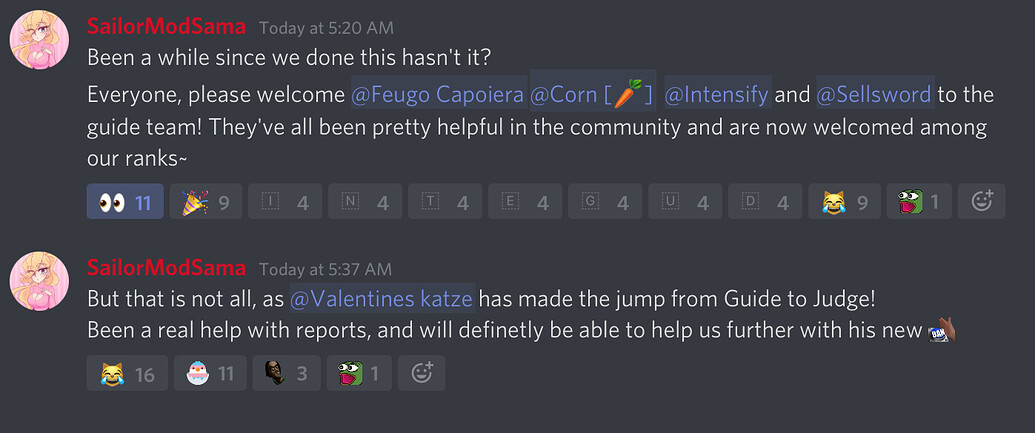 SailorModSama Today at 5:20 AM
Been a while since we done this hasn't it?
Everyone, please welcome @Feugo Capoiera @Corn [🥕] @Intensify and @Sellsword to the
guide team! They've all been pretty helpful in the community and are now welcomed among
our ranks~
11 9 I 4 N 4 T 4 E 4 G 4 U 4 D 4 9 1
SailorModSama Today at 5:37 AM
But that is not all, as @Valentines katze has made the jump from Guide to Judge!
Been a real help with reports, and will definetly be able to help us further with his new
16 11 3 1